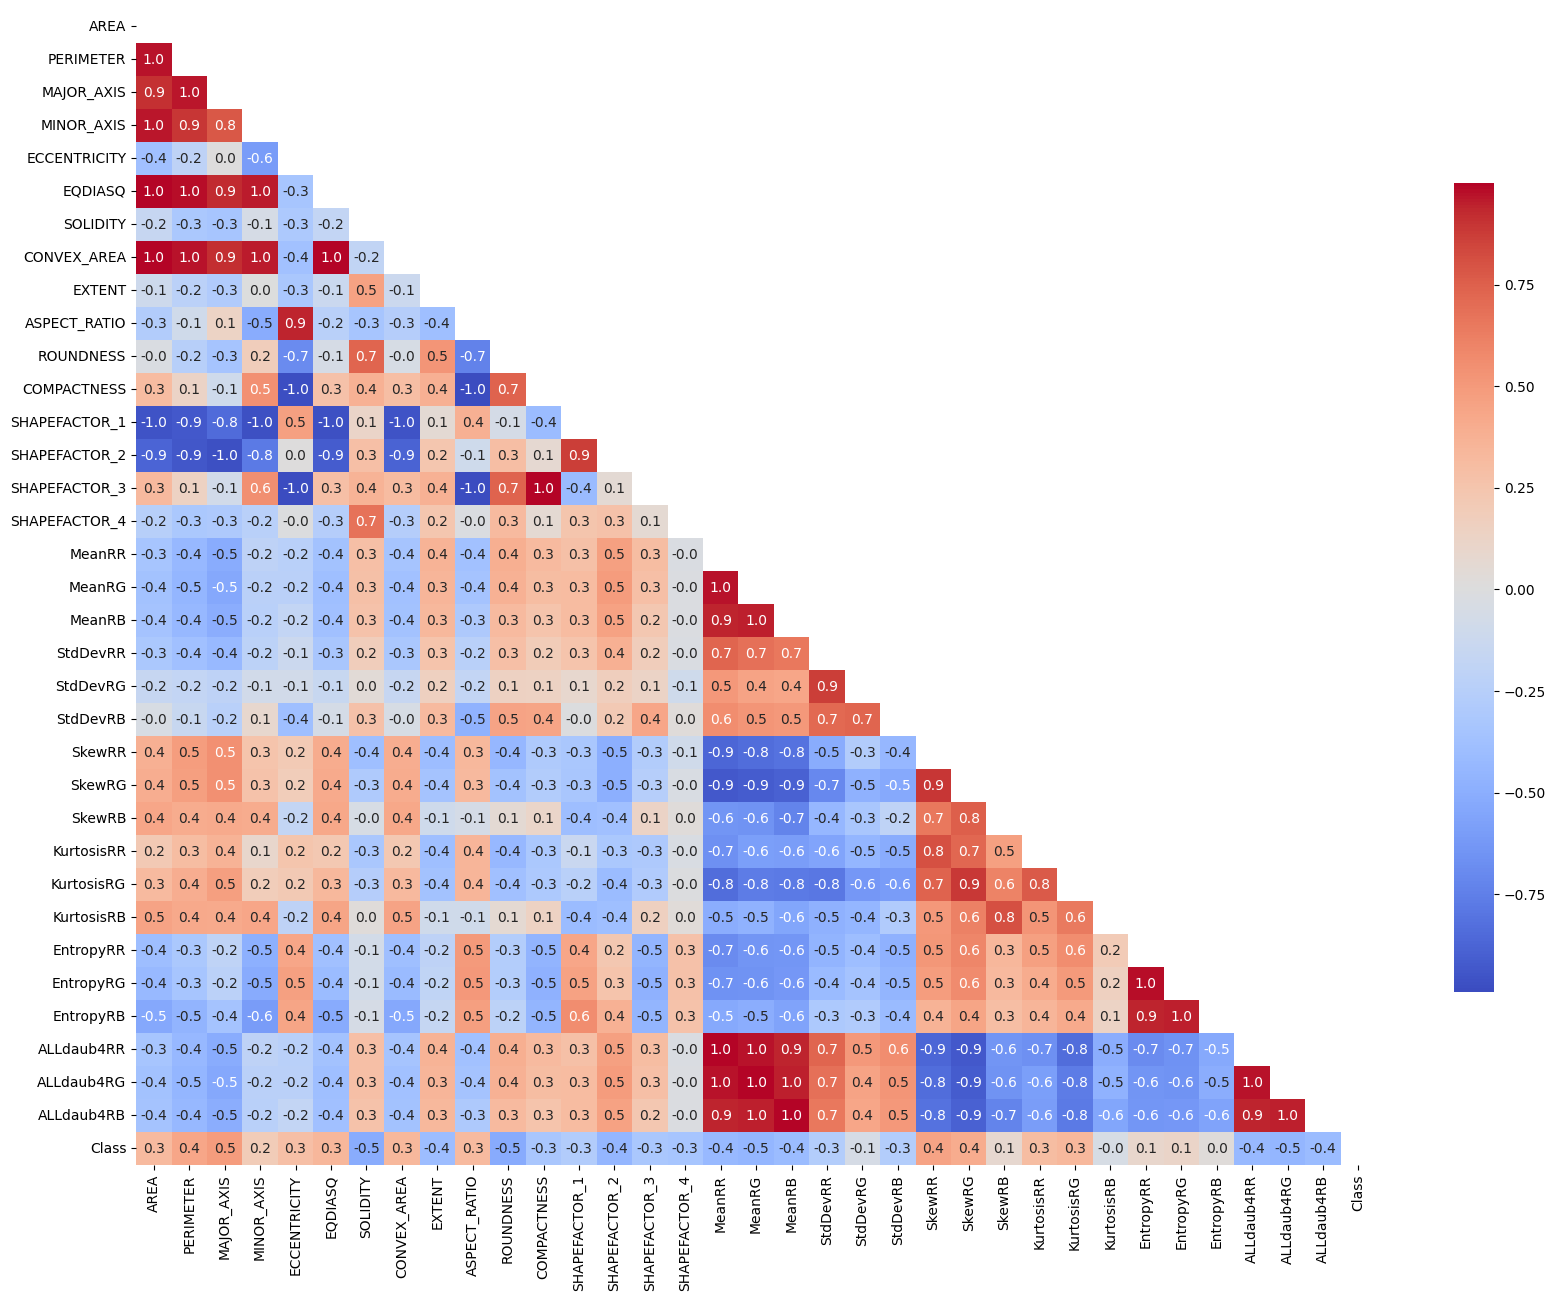 AREA
PERIMETER 1.0
MAJOR_AXIS 0.9 1.0
MINOR_AXIS 1.0 0.9 0.8
ECCENTRICITY -0.4 -0.2 0.0 -0.6
EQDIASQ 1.0 1.0 0.9 1.0 -0.3
SOLIDITY -0.2 -0.3 -0.3 -0.1 -0.3 -0.2
CONVEX_AREA 1.0 1.0 0.9 1.0 -0.4 1.0 -0.2
EXTENT -0.1 -0.2 -0.3 0.0 -0.3 -0.1 0.5 -0.1
ASPECT_RATIO -0.3 -0.1 0.1 -0.5 0.9 -0.2 -0.3 -0.3 -0.4
ROUNDNESS -0.0 -0.2 -0.3 0.2 -0.7 -0.1 0.7 -0.0 0.5 -0.7
COMPACTNESS 0.3 0.1 -0.1 0.5 -1.0 0.3 0.4 0.3 0.4 -1.0 0.7
SHAPEFACTOR_1 -1.0 -0.9 -0.8 -1.0 0.5 -1.0 0.1 -1.0 0.1 0.4 -0.1 -0.4
SHAPEFACTOR_2 -0.9 -0.9 -1.0 -0.8 0.0 -0.9 0.3 -0.9 0.2 -0.1 0.3 0.1 0.9
SHAPEFACTOR_3 0.3 0.1 -0.1 0.6 -1.0 0.3 0.4 0.3 0.4 -1.0 0.7 1.0 -0.4 0.1
SHAPEFACTOR_4 -0.2 -0.3 -0.3 -0.2 -0.0 -0.3 0.7 -0.3 0.2 -0.0 0.3 0.1 0.3 0.3 0.1
MeanRR -0.3 -0.4 -0.5 -0.2 -0.2 -0.4 0.3 -0.4 0.4 -0.4 0.4 0.3 0.3 0.5 0.3 -0.0
MeanRG -0.4 -0.5 -0.5 -0.2 -0.2 -0.4 0.3 -0.4 0.3 -0.4 0.4 0.3 0.3 0.5 0.3 -0.0 1.0
MeanRB -0.4 -0.4 -0.5 -0.2 -0.2 -0.4 0.3 -0.4 0.3 -0.3 0.3 0.3 0.3 0.5 0.2 -0.0 0.9 1.0
StdDevRR -0.3 -0.4 -0.4 -0.2 -0.1 -0.3 0.2 -0.3 0.3 -0.2 0.3 0.2 0.3 0.4 0.2 -0.0 0.7 0.7 0.7
StdDevRG -0.2 -0.2 -0.2 -0.1 -0.1 -0.1 0.0 -0.2 0.2 -0.2 0.1 0.1 0.1 0.2 0.1 -0.1 0.5 0.4 0.4 0.9
StdDevRB -0.0 -0.1 -0.2 0.1 -0.4 -0.1 0.3 -0.0 0.3 -0.5 0.5 0.4 -0.0 0.2 0.4 0.0 0.6 0.5 0.5 0.7 0.7
SkewRR 0.4 0.5 0.5 0.3 0.2 0.4 -0.4 0.4 -0.4 0.3 -0.4 -0.3 -0.3 -0.5 -0.3 -0.1 -0.9 -0.8 -0.8 -0.5 -0.3 -0.4
SkewRG 0.4 0.5 0.5 0.3 0.2 0.4 -0.3 0.4 -0.4 0.3 -0.4 -0.3 -0.3 -0.5 -0.3 -0.0 -0.9 -0.9 -0.9 -0.7 -0.5 -0.5 0.9
SkewRB 0.4 0.4 0.4 0.4 -0.2 0.4 -0.0 0.4 -0.1 -0.1 0.1 0.1 -0.4 -0.4 0.1 0.0 -0.6 -0.6 -0.7 -0.4 -0.3 -0.2 0.7 0.8
KurtosisRR 0.2 0.3 0.4 0.1 0.2 0.2 -0.3 0.2 -0.4 0.4 -0.4 -0.3 -0.1 -0.3 -0.3 -0.0 -0.7 -0.6 -0.6 -0.6 -0.5 -0.5 0.8 0.7 0.5
KurtosisRG 0.3 0.4 0.5 0.2 0.2 0.3 -0.3 0.3 -0.4 0.4 -0.4 -0.3 -0.2 -0.4 -0.3 -0.0 -0.8 -0.8 -0.8 -0.8 -0.6 -0.6 0.7 0.9 0.6 0.8
KurtosisRB 0.5 0.4 0.4 0.4 -0.2 0.4 0.0 0.5 -0.1 -0.1 0.1 0.1 -0.4 -0.4 0.2 0.0 -0.5 -0.5 -0.6 -0.5 -0.4 -0.3 0.5 0.6 0.8 0.5 0.6
EntropyRR -0.4 -0.3 -0.2 -0.5 0.4 -0.4 -0.1 -0.4 -0.2 0.5 -0.3 -0.5 0.4 0.2 -0.5 0.3 -0.7 -0.6 -0.6 -0.5 -0.4 -0.5 0.5 0.6 0.3 0.5 0.6 0.2
EntropyRG -0.4 -0.3 -0.2 -0.5 0.5 -0.4 -0.1 -0.4 -0.2 0.5 -0.3 -0.5 0.5 0.3 -0.5 0.3 -0.7 -0.6 -0.6 -0.4 -0.4 -0.5 0.5 0.6 0.3 0.4 0.5 0.2 1.0
EntropyRB -0.5 -0.5 -0.4 -0.6 0.4 -0.5 -0.1 -0.5 -0.2 0.5 -0.2 -0.5 0.6 0.4 -0.5 0.3 -0.5 -0.5 -0.6 -0.3 -0.3 -0.4 0.4 0.4 0.3 0.4 0.4 0.1 0.9 1.0
ALLdaub4RR -0.3 -0.4 -0.5 -0.2 -0.2 -0.4 0.3 -0.4 0.4 -0.4 0.4 0.3 0.3 0.5 0.3 -0.0 1.0 1.0 0.9 0.7 0.5 0.6 -0.9 -0.9 -0.6 -0.7 -0.8 -0.5 -0.7 -0.7 -0.5
ALLdaub4RG -0.4 -0.5 -0.5 -0.2 -0.2 -0.4 0.3 -0.4 0.3 -0.4 0.4 0.3 0.3 0.5 0.3 -0.0 1.0 1.0 1.0 0.7 0.4 0.5 -0.8 -0.9 -0.6 -0.6 -0.8 -0.5 -0.6 -0.6 -0.5 1.0
ALLdaub4RB -0.4 -0.4 -0.5 -0.2 -0.2 -0.4 0.3 -0.4 0.3 -0.3 0.3 0.3 0.3 0.5 0.2 -0.0 0.9 1.0 1.0 0.7 0.4 0.5 -0.8 -0.9 -0.7 -0.6 -0.8 -0.6 -0.6 -0.6 -0.6 0.9 1.0
Class 0.3 0.4 0.5 0.2 0.3 0.3 -0.5 0.3 -0.4 0.3 -0.5 -0.3 -0.3 -0.4 -0.3 -0.3 -0.4 -0.5 -0.4 -0.3 -0.1 -0.3 0.4 0.4 0.1 0.3 0.3 -0.0 0.1 0.1 0.0 -0.4 -0.5 -0.4
AREA
PERIMETER
MAJOR_AXIS
MINOR_AXIS
ECCENTRICITY
EQDIASQ
SOLIDITY
CONVEX_AREA
EXTENT
ASPECT_RATIO
ROUNDNESS
COMPACTNESS
SHAPEFACTOR_1
SHAPEFACTOR_2
SHAPEFACTOR_3
SHAPEFACTOR_4
MeanRR
MeanRG
MeanRB
StdDevRR
StdDevRG
StdDevRB
SkewRR
SkewRG
SkewRB
KurtosisRR
KurtosisRG
KurtosisRB
EntropyRR
EntropyRG
EntropyRB
ALLdaub4RR
ALLdaub4RG
ALLdaub4RB
Class
0.75
0.50
0.25
0.00
−0.25
−0.50
−0.75